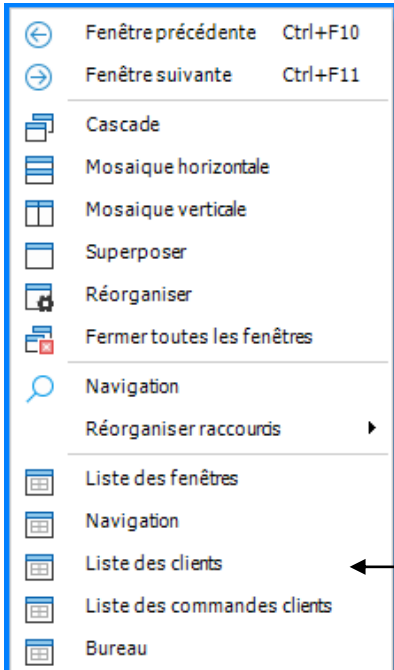 Fenêtre précédente Ctrl+F10
Fenêtre suivante Ctrl+F11
Cascade
Mosaique horizontale
Mosaique verticale
Superposer
Réorganiser
Fermer toutes les fenêtres
Navigation
Réorganiser raccourcis
Liste des fenêtres
Navigation
Liste des clients
Liste des commandes clients
Bureau